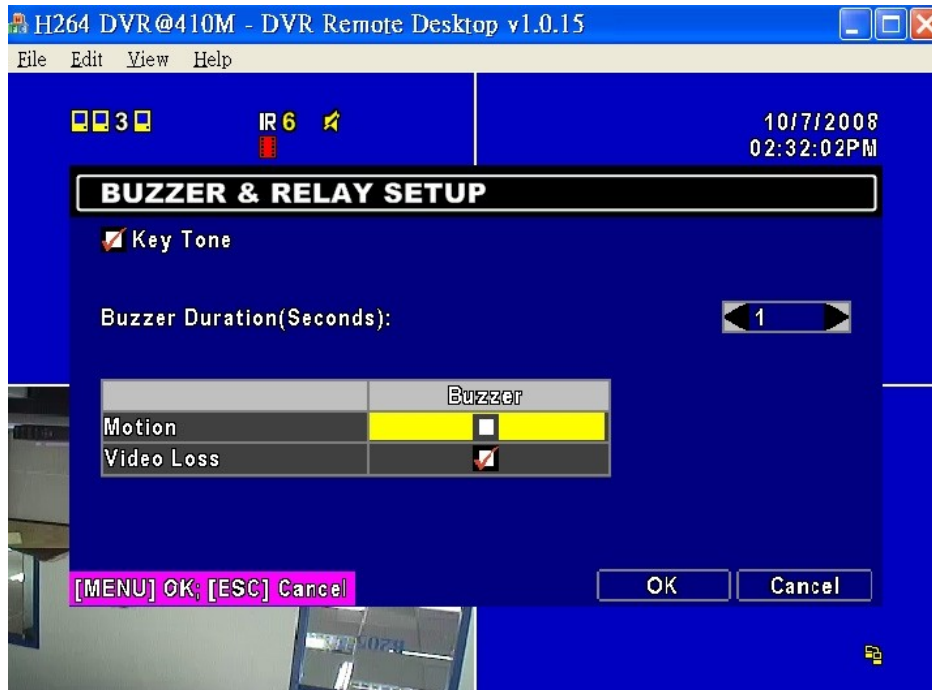 H264 DVR@410M - DVR Remote Desktop v1.0.15
File Edit View Help
3 IR 6
10/7/2008
02:32:02PM
BUZZER & RELAY SETUP
Key Tone
Buzzer Duration(Seconds): 1
Buzzer
Motion
Video Loss
[MENU] OK; [ESC] Cancel
OK Cancel